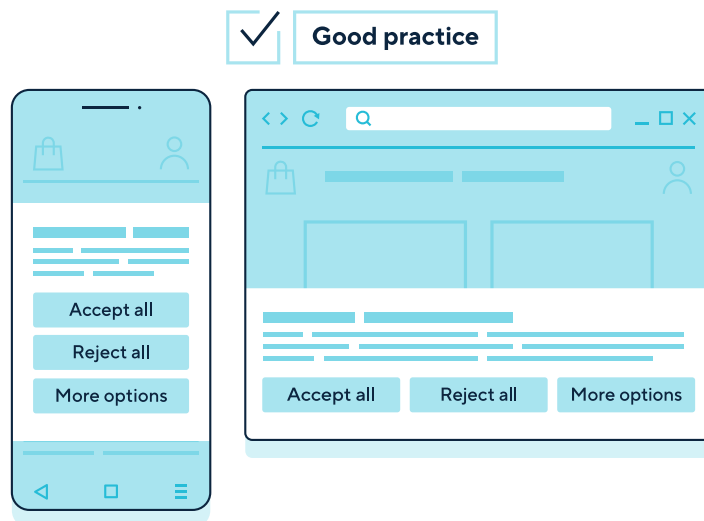 Good practice
Accept all
Reject all
More options
Accept all Reject all More options